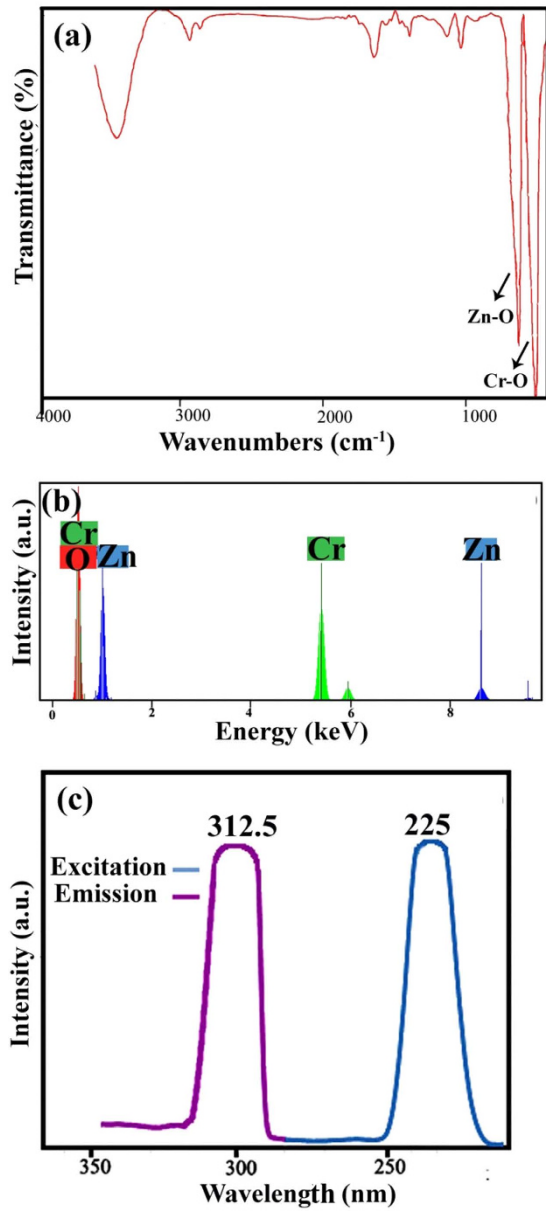 (a)
Transmittance (%)
Zn-O
Cr-O
4000 3000 2000 1000
Wavenumbers (cm-1)
(b)
Cr
O Zn Cr Zn
Intensity (a.u.)
0 2 4 6 8
Energy (keV)
(c)
312.5 225
Excitation
Emission
Intensity (a.u.)
350 300 250
Wavelength (nm)